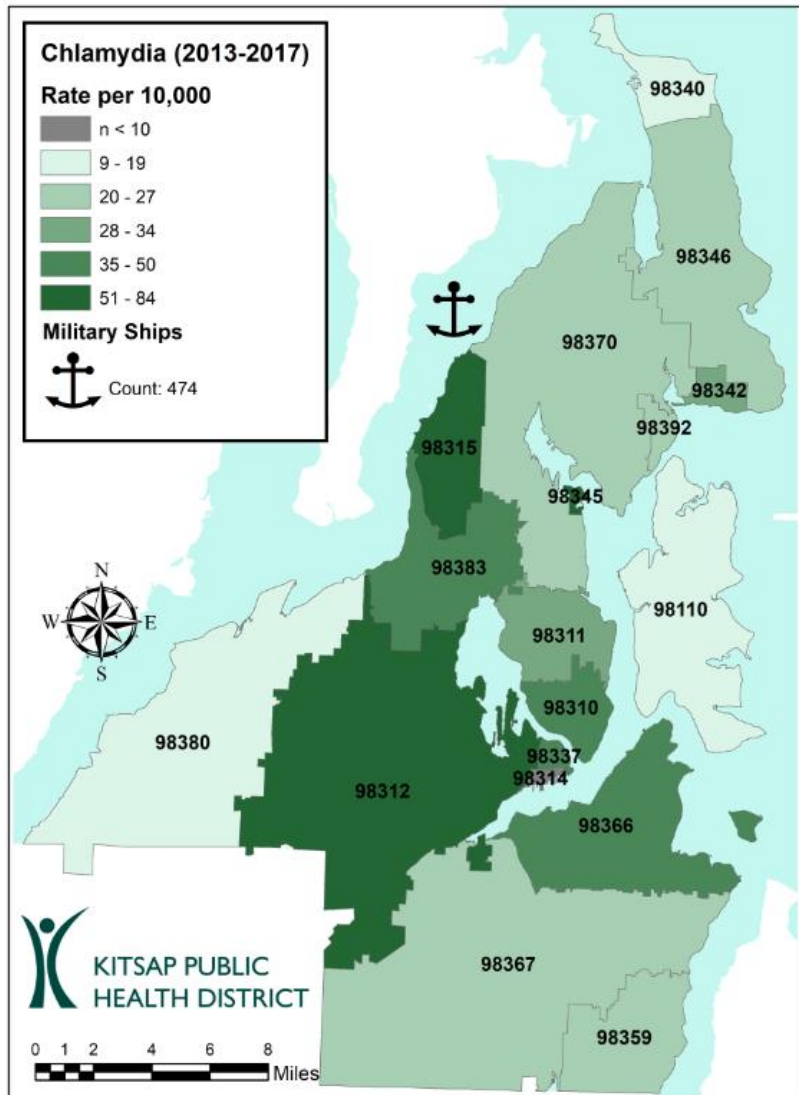 Chlamydia (2013-2017)
Rate per 10,000
n < 10
9 - 19
20 - 27
28 - 34
35 - 50
51 - 84
Military Ships
Count: 474
98340
98346
98370
98342
98392
98315
98345
98383
98110
98311
98310
98380
98337
98314
98312
98366
98367
98359
N
W E
S
KITSAP PUBLIC
HEALTH DISTRICT
0 1 2 4 6 8
Miles